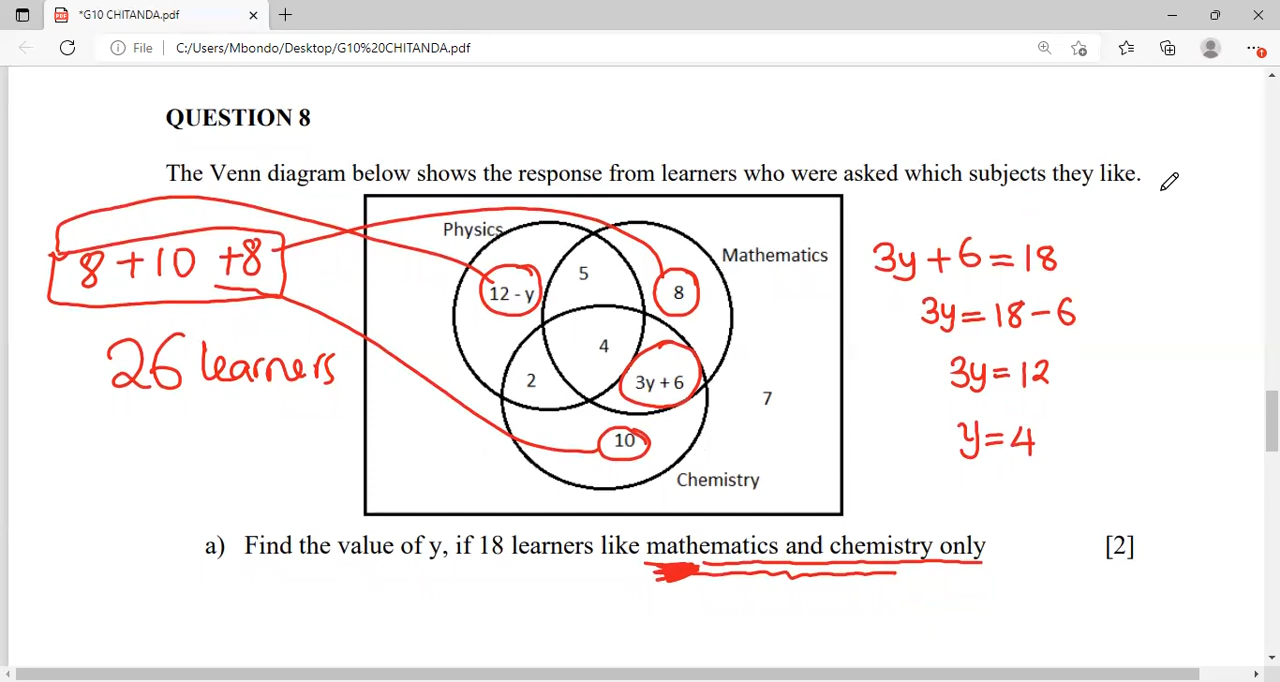 *G10 CHITANDA.pdf
File C:/Users/Mbondo/Desktop/G10%20CHITANDA.pdf
QUESTION 8
The Venn diagram below shows the response from learners who were asked which subjects they like.
Physics
Mathematics
8 + 10 + 8
3y + 6 = 18
5
12 - y
8
3y = 18 - 6
4
26 learners
2
3y + 6
3y = 12
7
10
y = 4
Chemistry
a) Find the value of y, if 18 learners like mathematics and chemistry only [2]